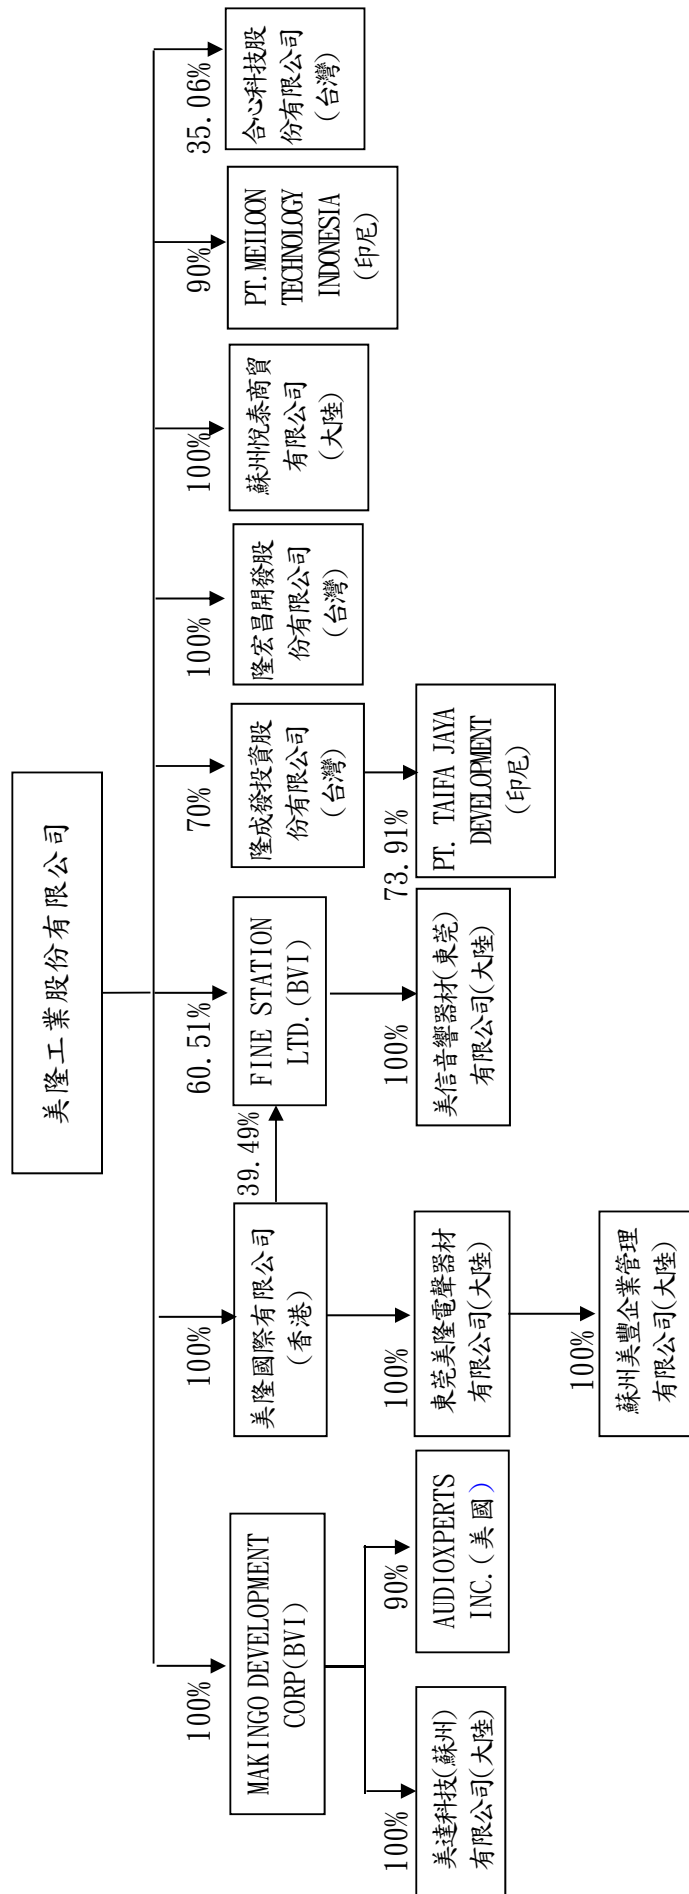 美隆工業股份有限公司
100%
MAKINGO DEVELOPMENT
CORP(BVI)
100%
美達科技(蘇州)
有限公司(大陸)
90%
AUDIOXPERTS
INC.(美國)
100%
美隆國際有限公司
(香港)
39.49%
100%
東莞美隆電聲器材
有限公司(大陸)
100%
蘇州美豐企業管理
有限公司(大陸)
60.51%
FINE STATION
LTD.(BVI)
100%
美信音響器材(東莞)
有限公司(大陸)
70%
隆成發投資股
份有限公司
(台灣)
73.91%
PT. TAIFA JAYA
DEVELOPMENT
(印尼)
100%
隆宏昌開發股
份有限公司
(台灣)
100%
蘇州悅泰商貿
有限公司
(大陸)
90%
PT.MEILOON
TECHNOLOGY
INDONESIA
(印尼)
35.06%
合心科技股
份有限公司
(台灣)